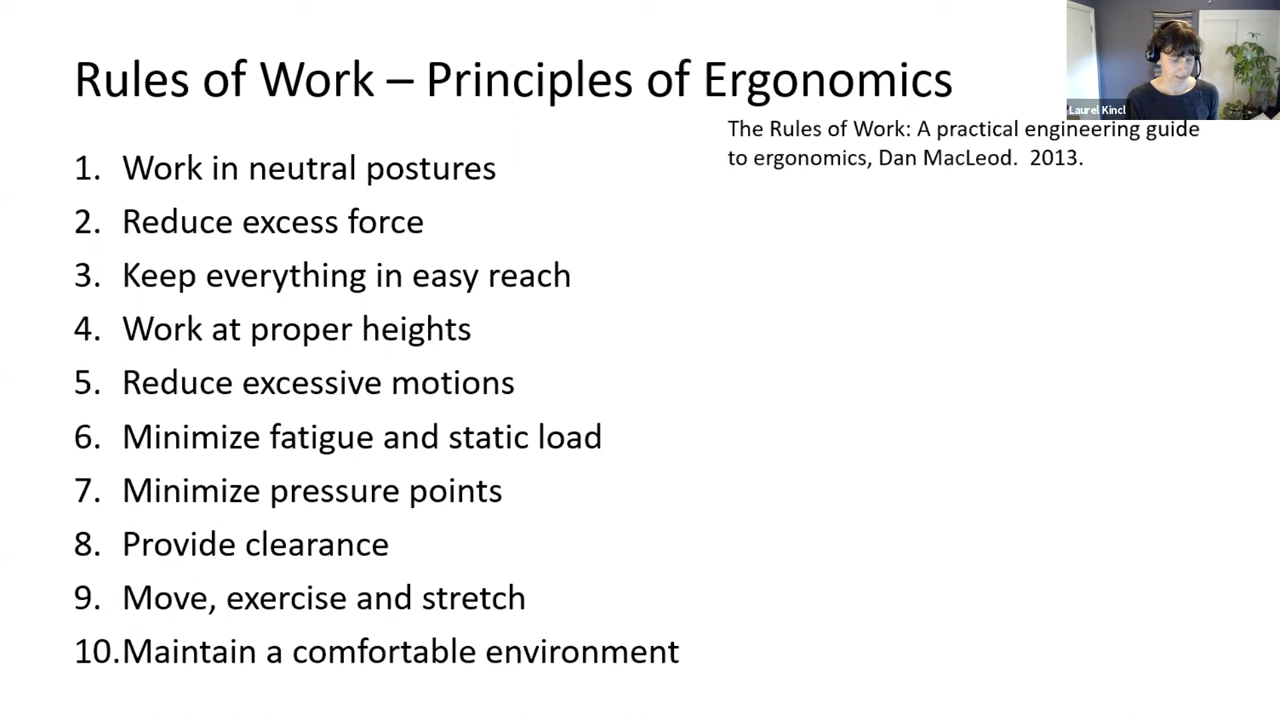 Rules of Work – Principles of Ergonomics
Laurel Kincl
The Rules of Work: A practical engineering guide
to ergonomics, Dan MacLeod.  2013.
1. Work in neutral postures
2. Reduce excess force
3. Keep everything in easy reach
4. Work at proper heights
5. Reduce excessive motions
6. Minimize fatigue and static load
7. Minimize pressure points
8. Provide clearance
9. Move, exercise and stretch
10.Maintain a comfortable environment